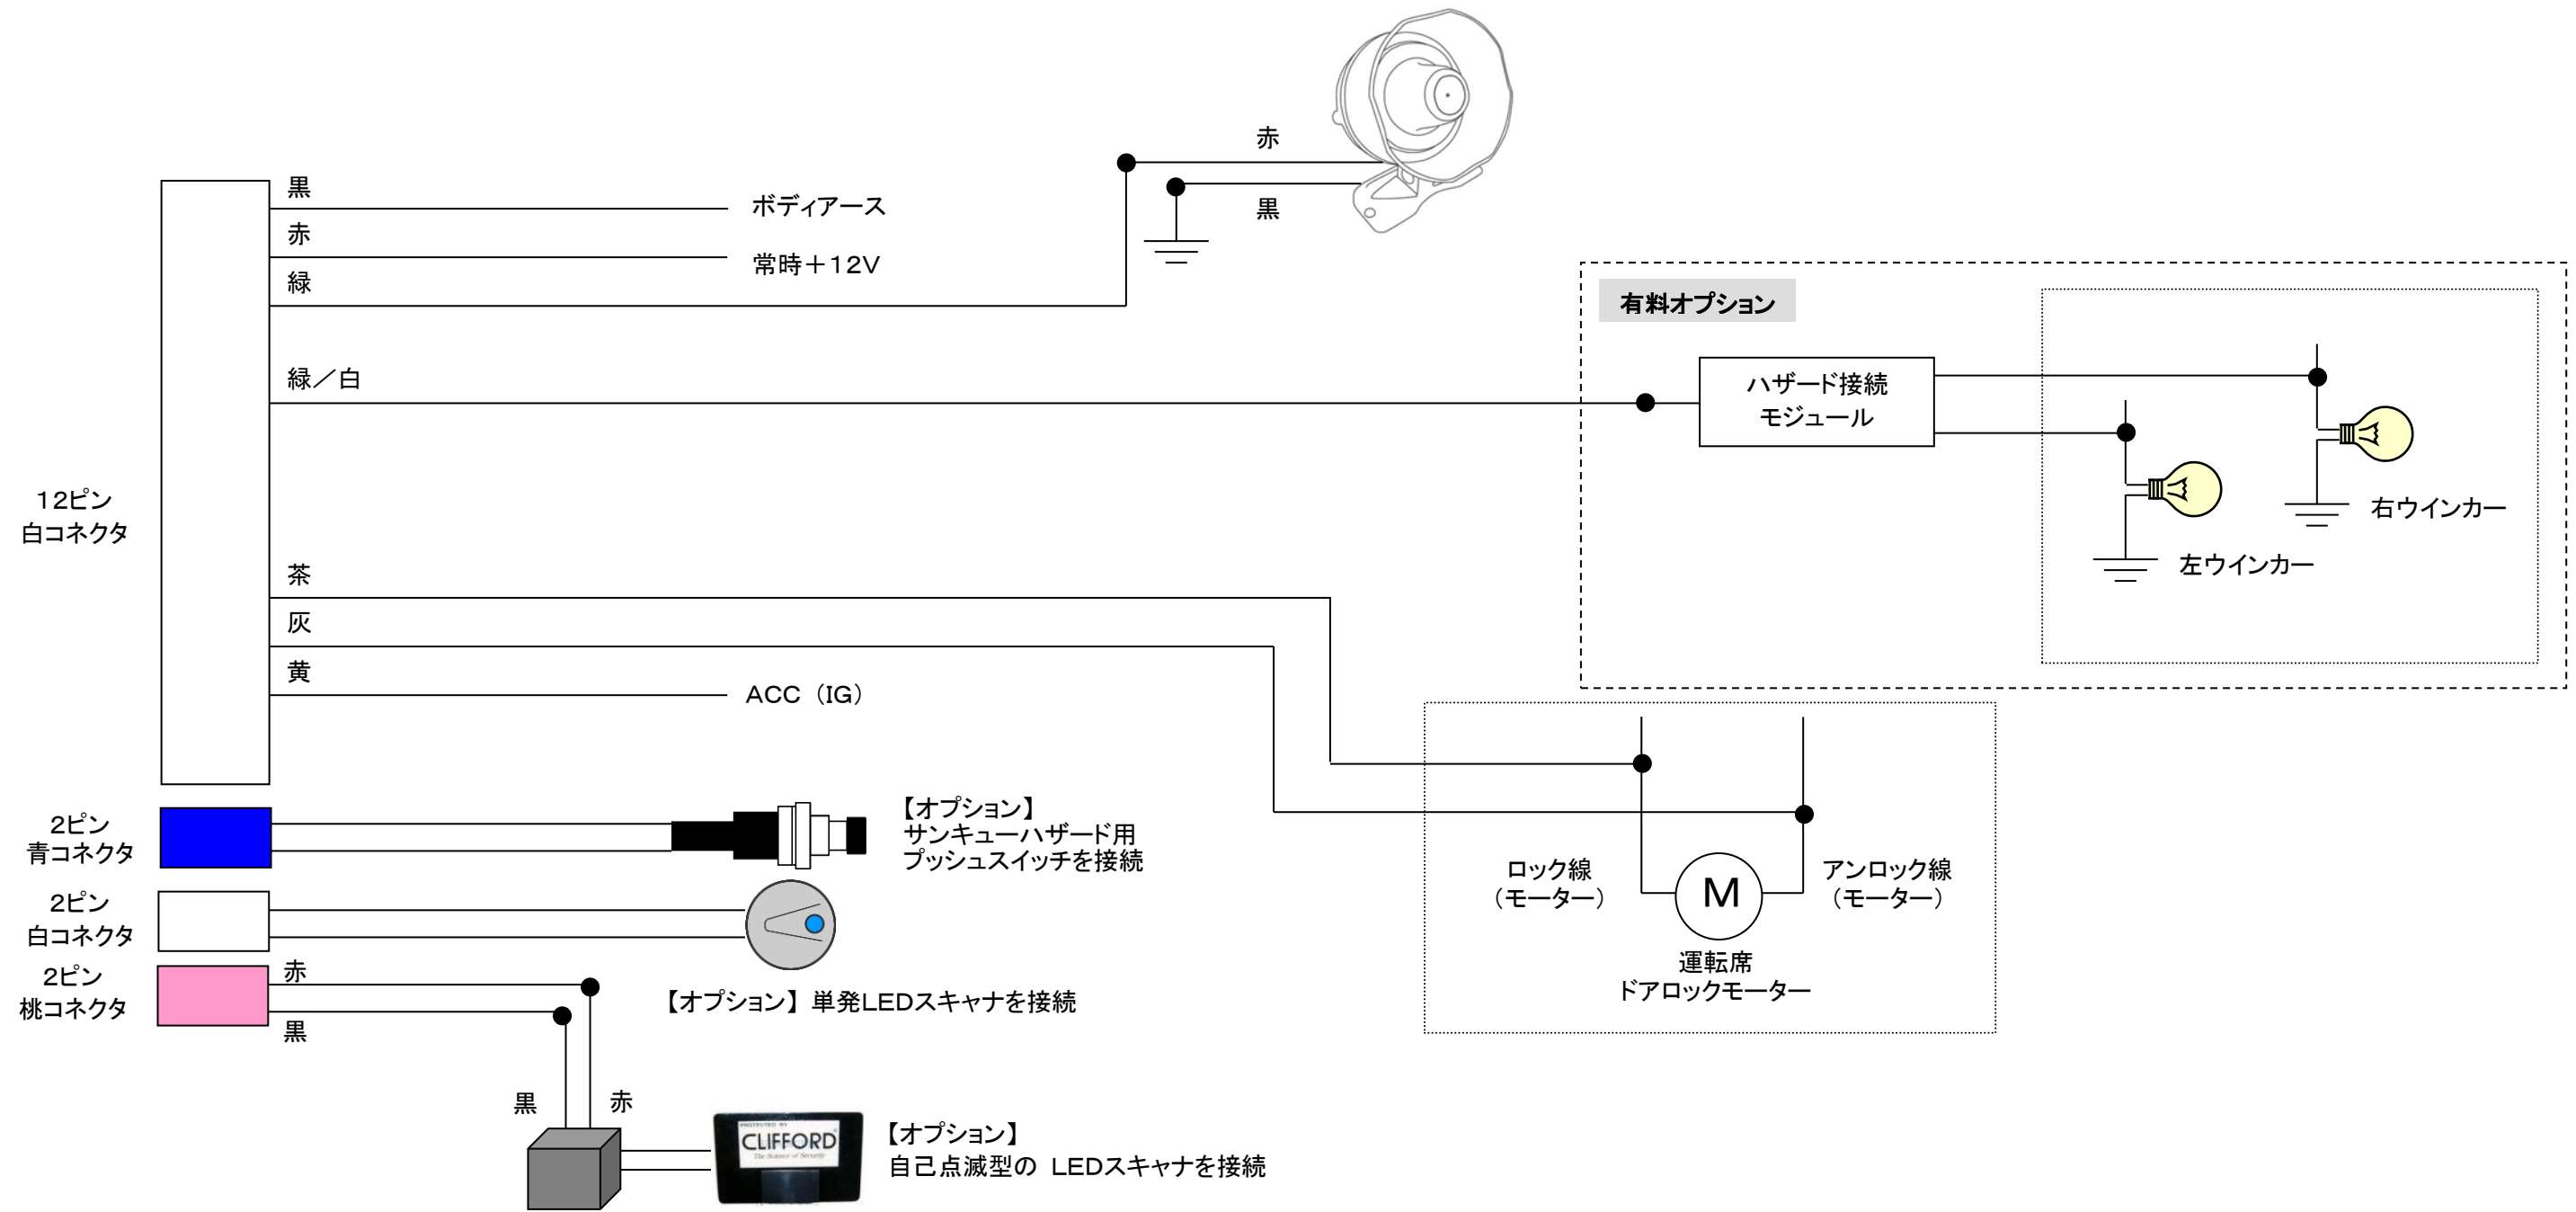 赤
黒
黒
ボディアース
赤
常時＋12V
緑
有料オプション
緑／白
ハザード接続
モジュール
右ウインカー
左ウインカー
12ピン
白コネクタ
茶
灰
黄
ACC（IG）
2ピン
青コネクタ
【オプション】
サンキューハザード用
プッシュスイッチを接続
ロック線
（モーター）
M
アンロック線
（モーター）
運転席
ドアロックモーター
2ピン
白コネクタ
【オプション】単発LEDスキャナを接続
2ピン
桃コネクタ
赤
黒
黒
赤
PROTECTED BY
CLIFFORD
The Science of Security
【オプション】
自己点滅型の LEDスキャナを接続